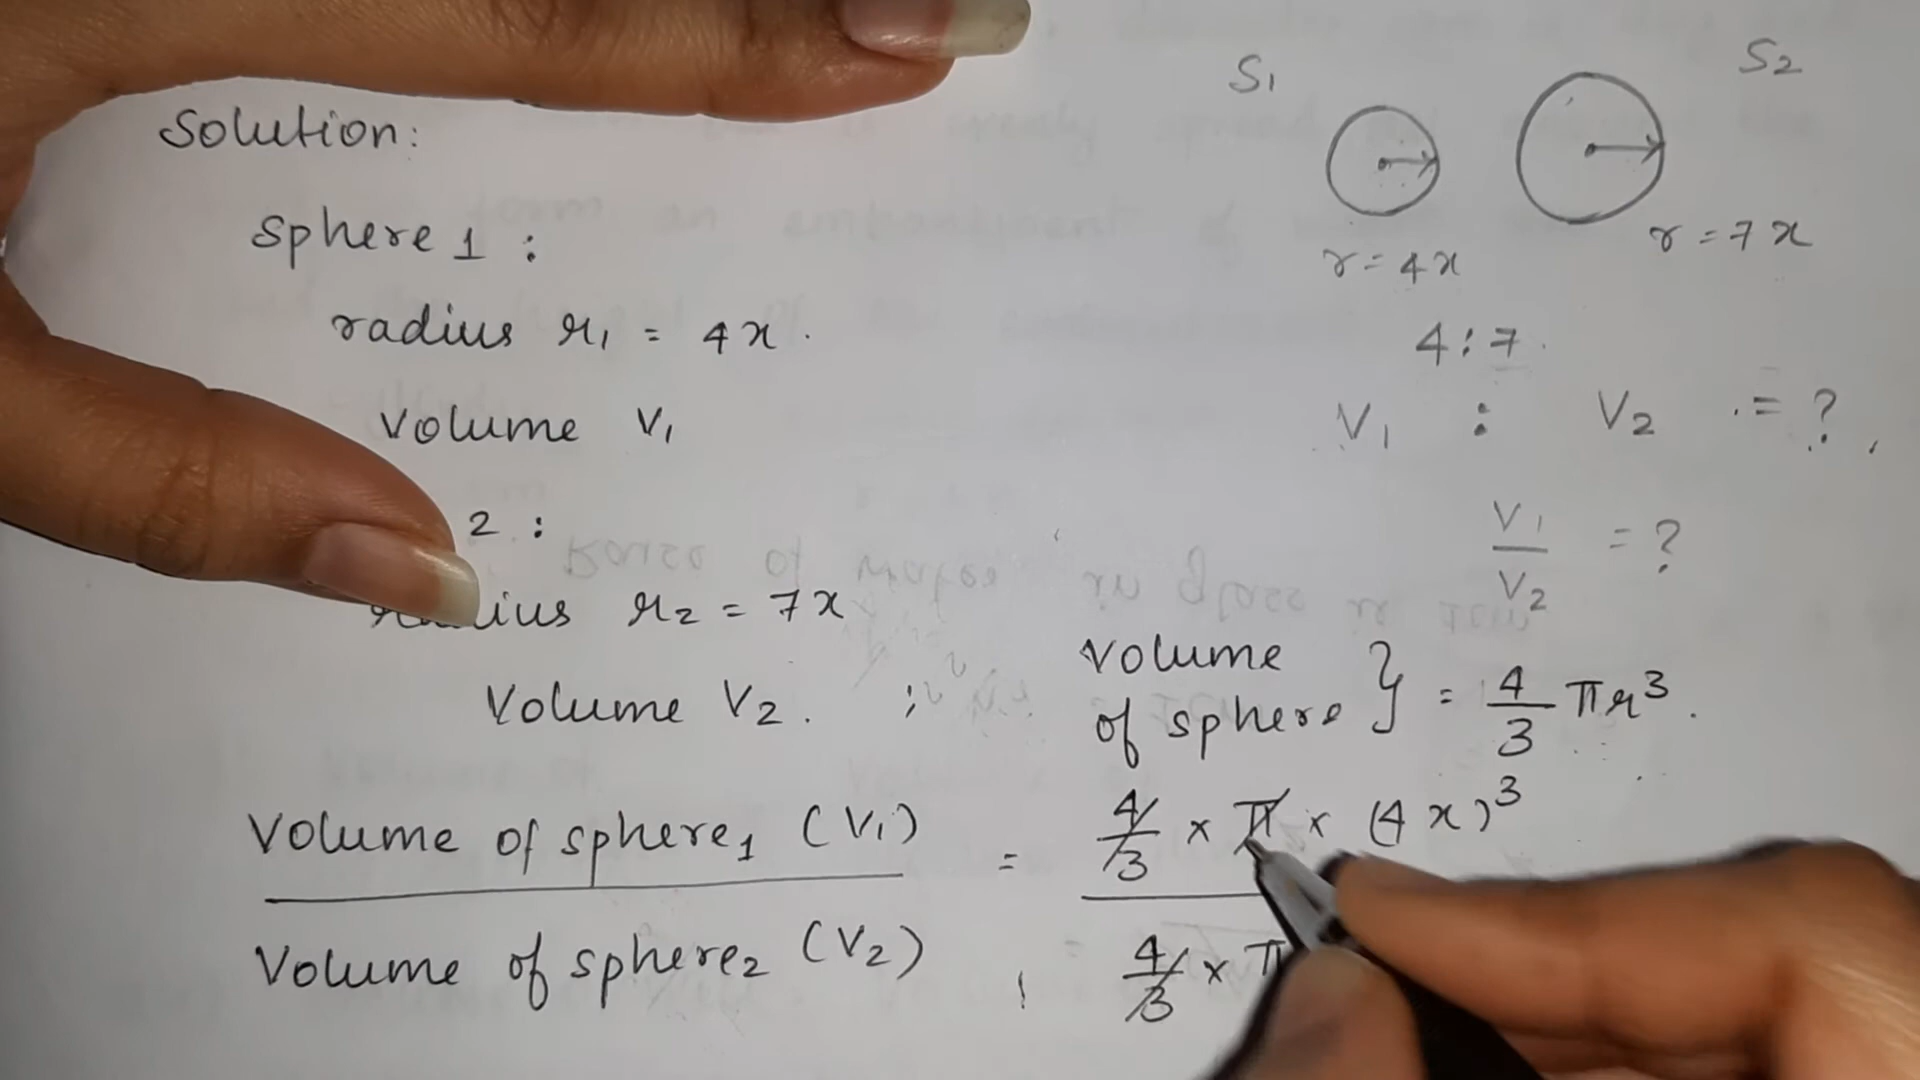 Solution:
S1
S2
sphere 1 :
r = 4x
r = 7x
radius r1 = 4x.
4 : 7.
Volume V1
V1 : V2 = ?
2 :
V1
— = ?
V2
radius r2 = 7x
Volume V2.
Volume
of sphere } = 4/3 πr³.
Volume of sphere1 (V1)
= 4/3 × π × (4x)³
Volume of sphere2 (V2)
4/3 × π